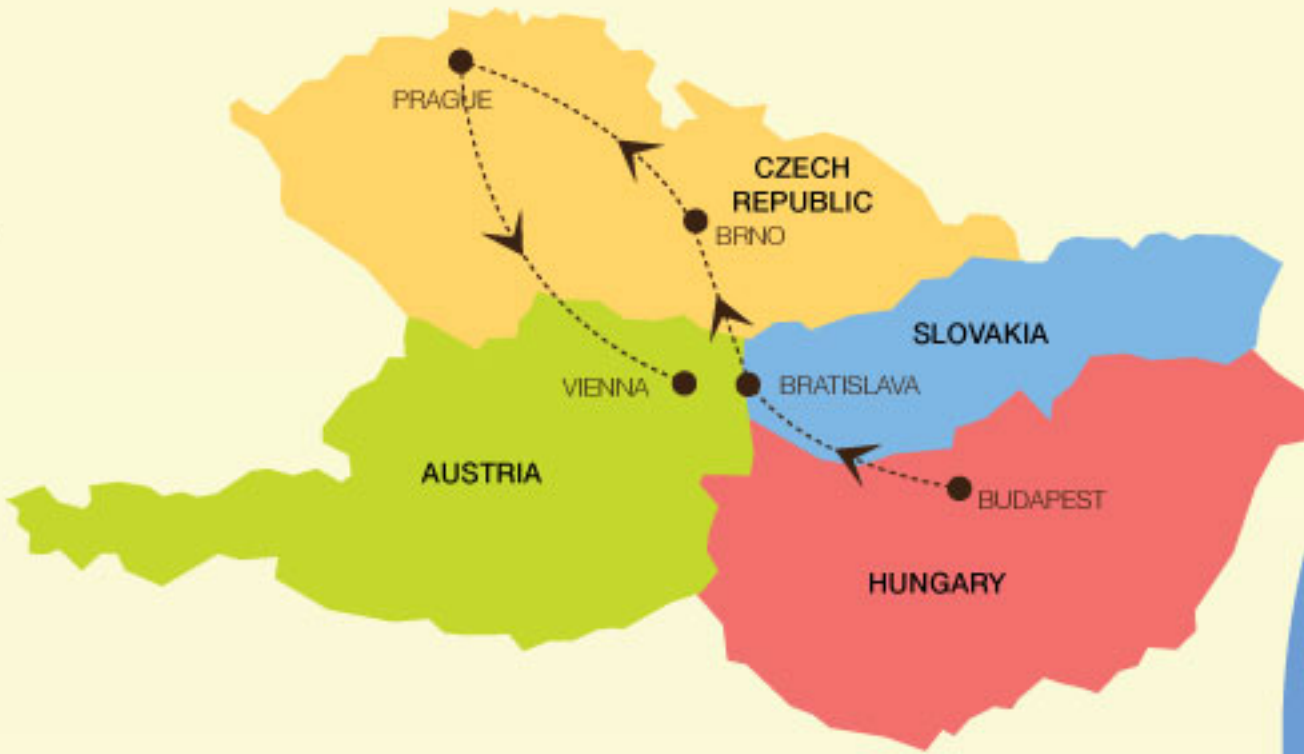 PRAGUE
CZECH
REPUBLIC
BRNO
SLOVAKIA
VIENNA
BRATISLAVA
AUSTRIA
BUDAPEST
HUNGARY